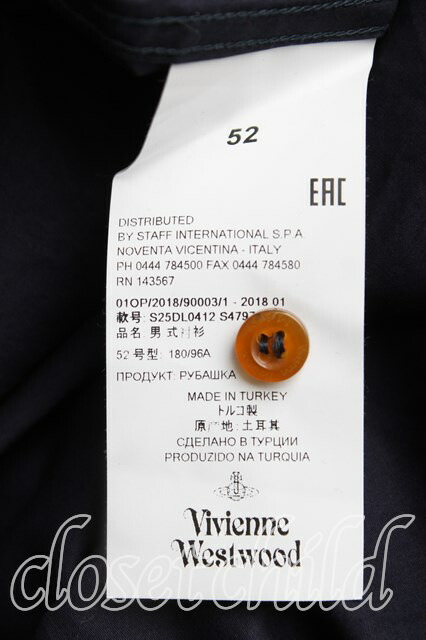 52
EAC
DISTRIBUTED
BY STAFF INTERNATIONAL S.P.A
NOVENTA VICENTINA - ITALY
PH 0444 784500 FAX 0444 784580
RN 143567
01OP/2018/90003/1 - 2018 01
款号: S25DL0412
品名: 男式衬衫
52 号型: 180/96A
ПРОДУКТ: РУБАШКА
MADE IN TURKEY
トルコ製
原产地: 土耳其
СДЕЛАНО В ТУРЦИИ
PRODUZIDO NA TURQUIA
Vivienne
Westwood
closet child